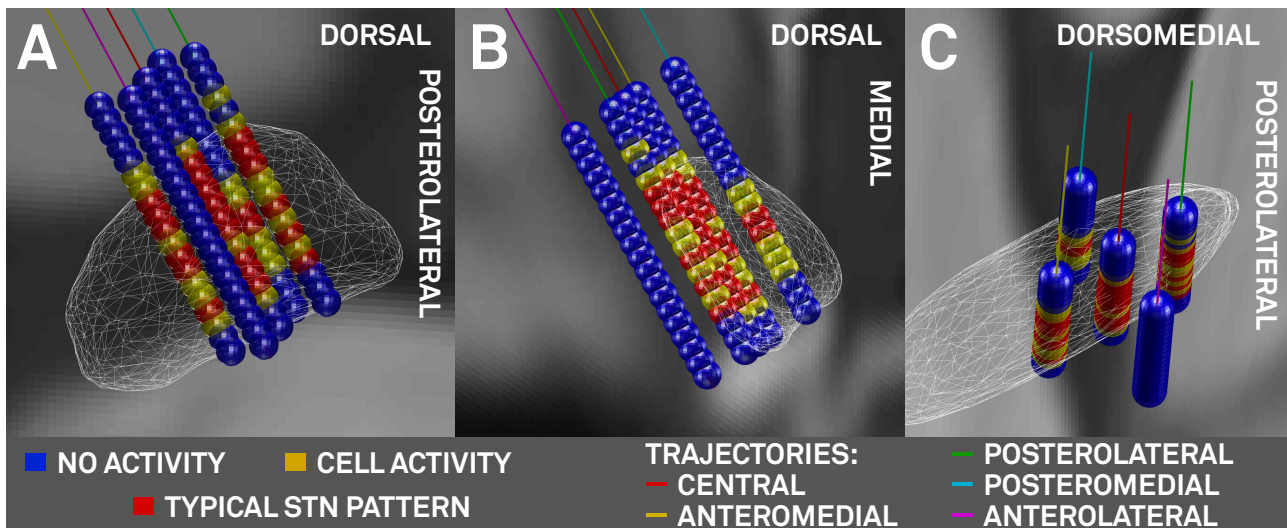 A
DORSAL
POSTEROLATERAL
B
DORSAL
MEDIAL
C
DORSOMEDIAL
POSTEROLATERAL
NO ACTIVITY
CELL ACTIVITY
TYPICAL STN PATTERN
TRAJECTORIES:
CENTRAL
ANTEROMEDIAL
POSTEROLATERAL
POSTEROMEDIAL
ANTEROLATERAL